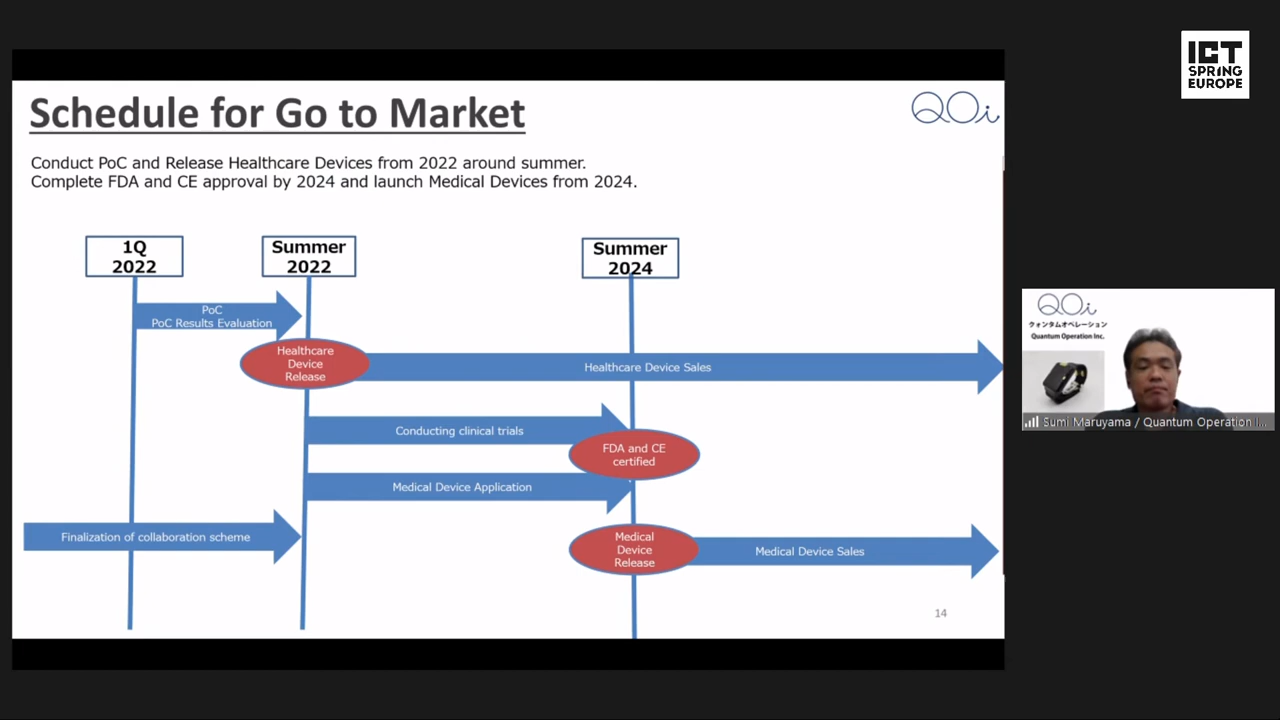 ICT
SPRING
EUROPE
Schedule for Go to Market
QOi
Conduct PoC and Release Healthcare Devices from 2022 around summer.
Complete FDA and CE approval by 2024 and launch Medical Devices from 2024.
1Q
2022
Summer
2022
Summer
2024
PoC
PoC Results Evaluation
Healthcare
Device
Release
Healthcare Device Sales
Conducting clinical trials
FDA and CE
certified
Medical Device Application
Finalization of collaboration scheme
Medical
Device
Release
Medical Device Sales
14
QOi
クォンタムオペレーション
Quantum Operation Inc.
Sumi Maruyama / Quantum Operation I...